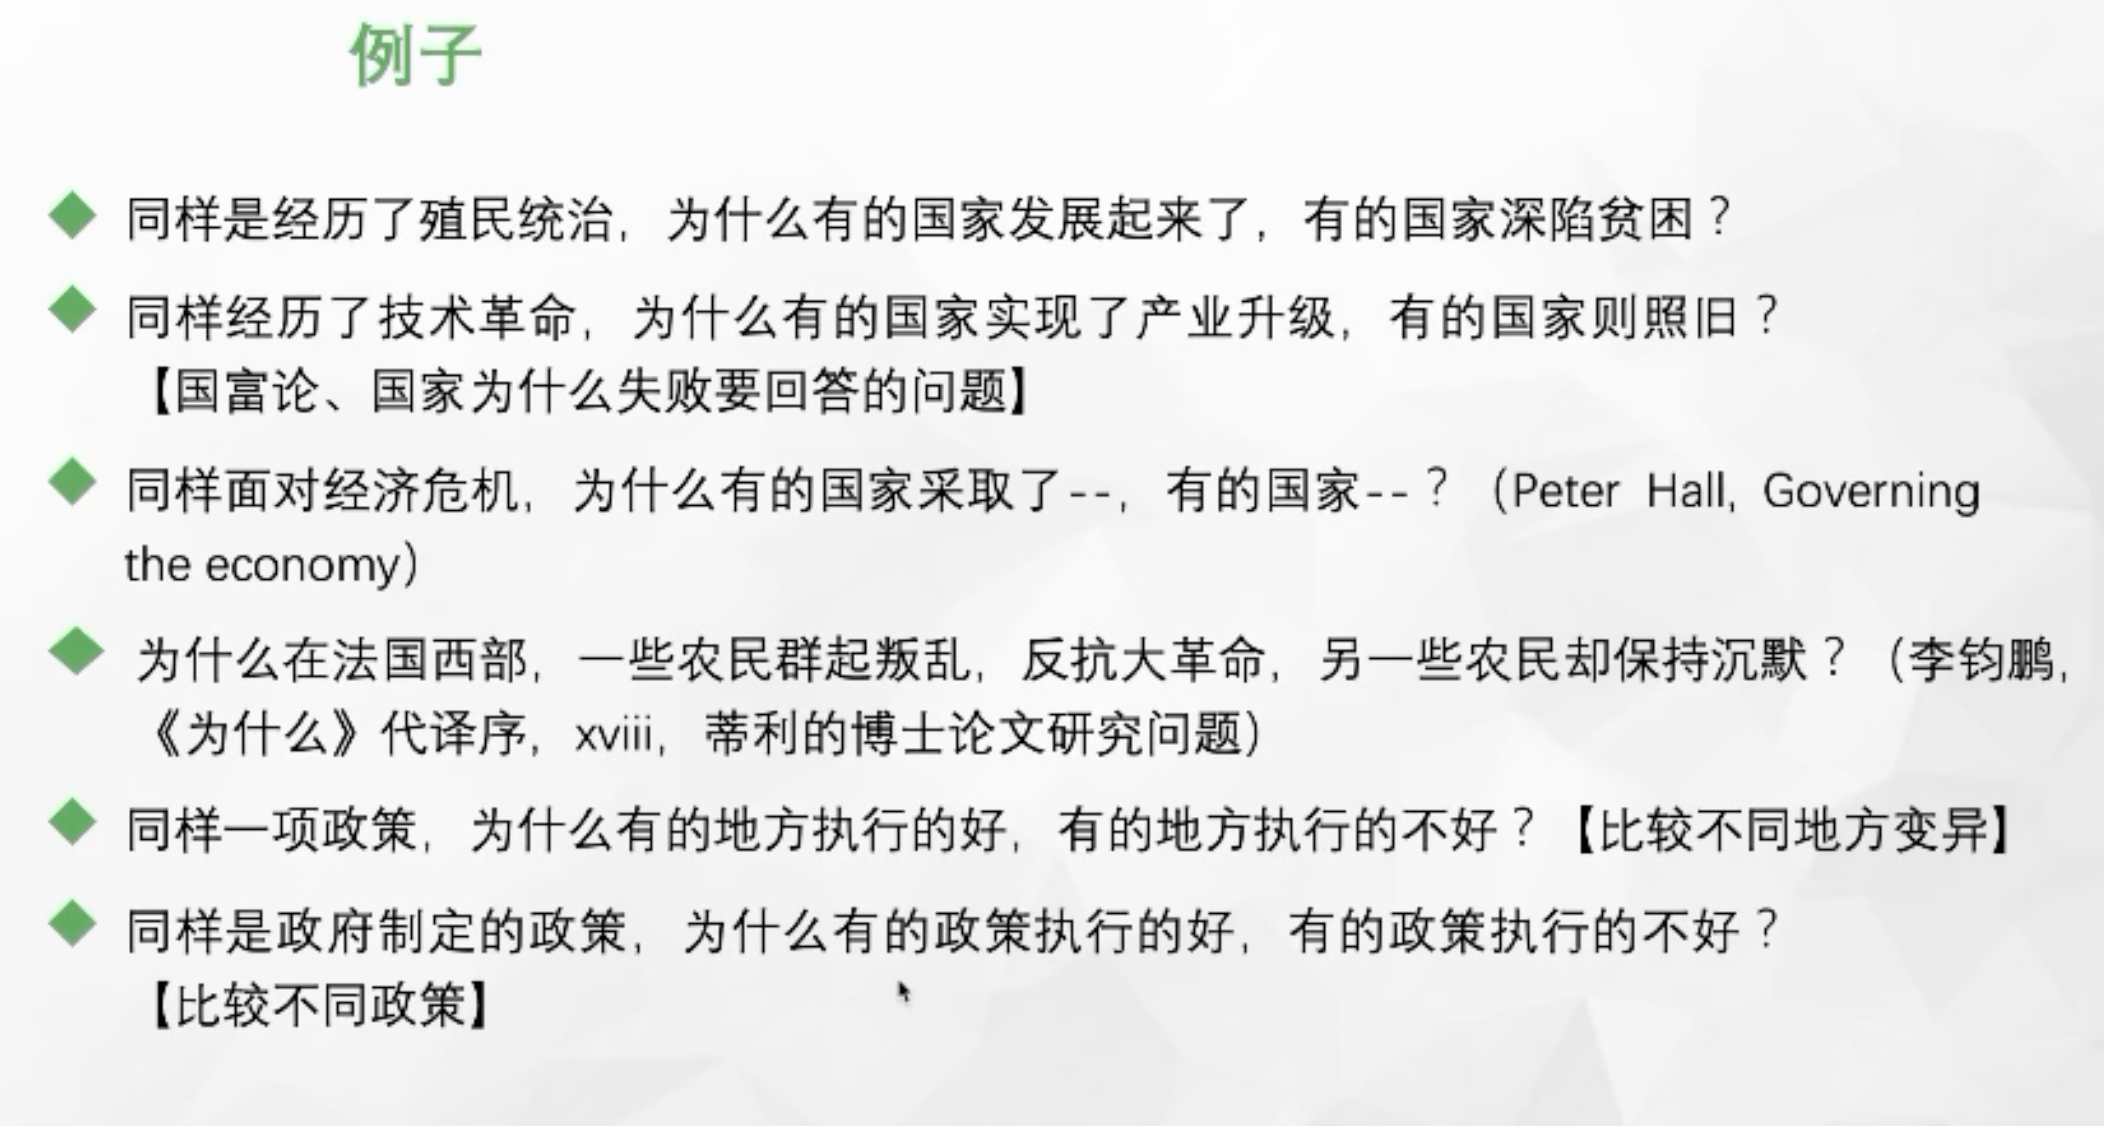 例子
同样是经历了殖民统治，为什么有的国家发展起来了，有的国家深陷贫困？
同样经历了技术革命，为什么有的国家实现了产业升级，有的国家则照旧？
【国富论、国家为什么失败要回答的问题】
同样面对经济危机，为什么有的国家采取了--，有的国家--？（Peter Hall, Governing
the economy）
为什么在法国西部，一些农民群起叛乱，反抗大革命，另一些农民却保持沉默？（李钧鹏，
《为什么》代译序，xviii，蒂利的博士论文研究问题）
同样一项政策，为什么有的地方执行的好，有的地方执行的不好？【比较不同地方变异】
同样是政府制定的政策，为什么有的政策执行的好，有的政策执行的不好？
【比较不同政策】